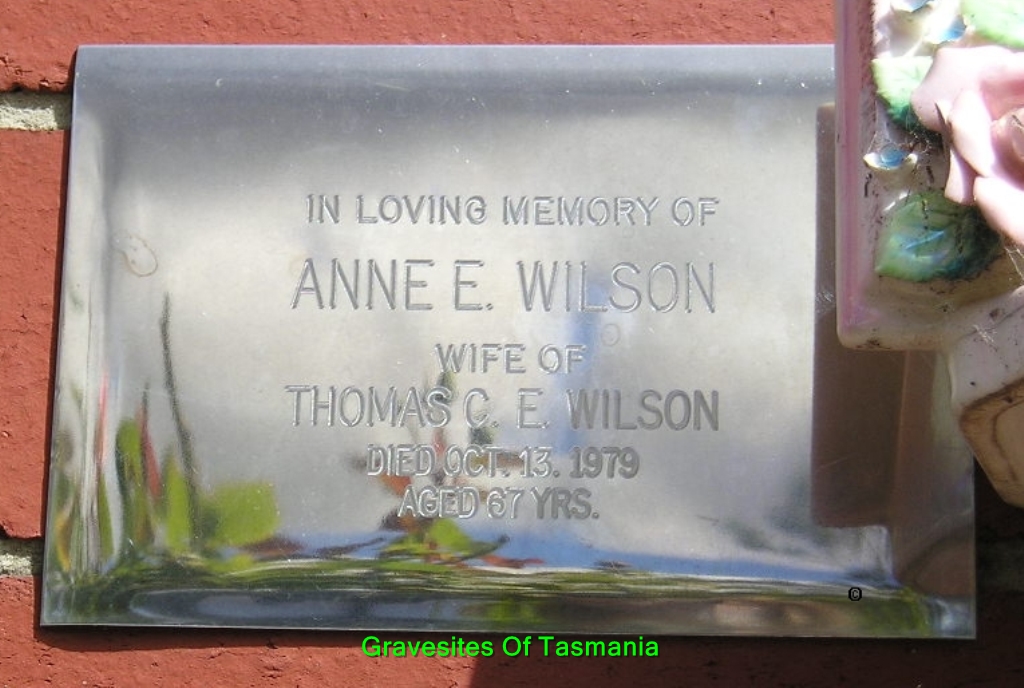 IN LOVING MEMORY OF
ANNE E. WILSON
WIFE OF
THOMAS C. E. WILSON
DIED OCT. 13. 1979
AGED 67 YRS.
©
Gravesites Of Tasmania